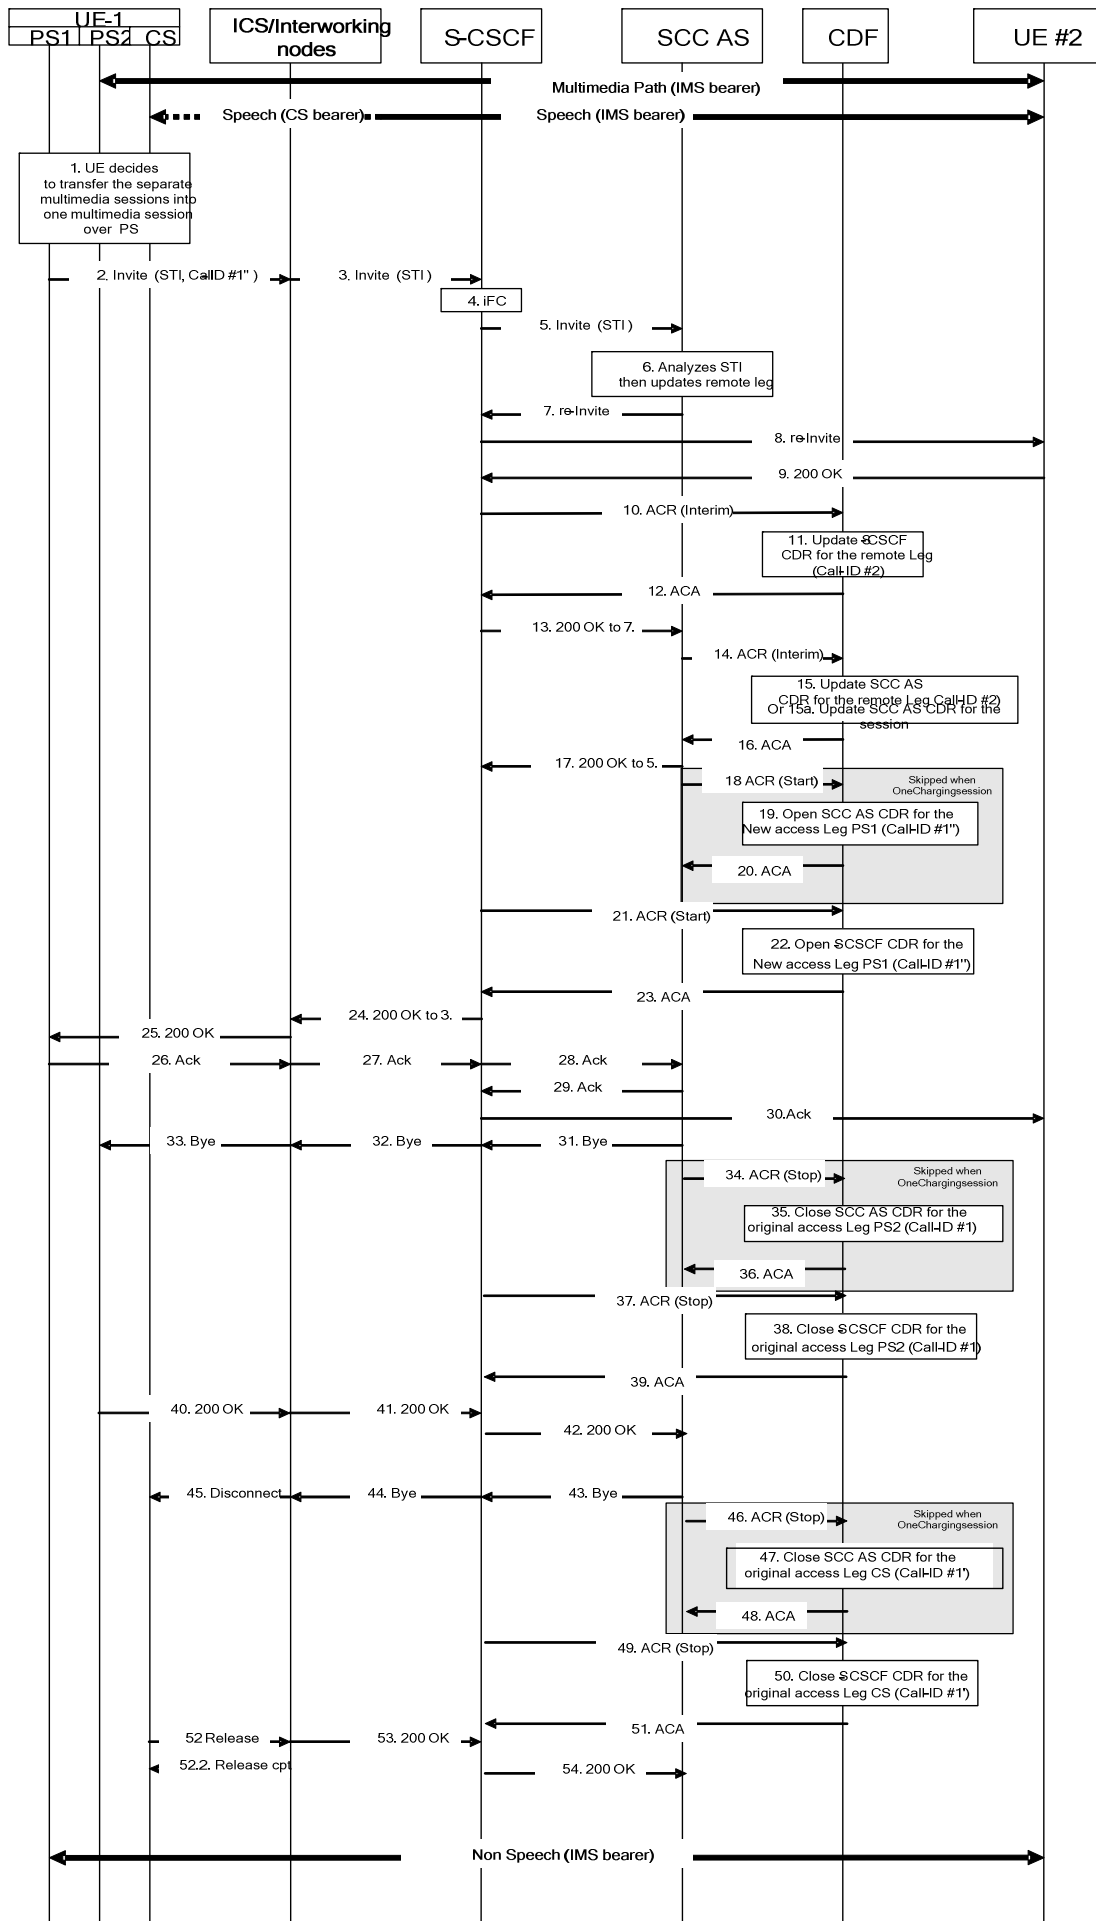 UE-1
PS1 PS2 CS
ICS/Interworking
nodes
S-CSCF
SCC AS
CDF
UE #2
Multimedia Path (IMS bearer)
Speech (CS bearer)
Speech (IMS bearer)
1. UE decides
to transfer the separate
multimedia sessions into
one multimedia session
over PS
2. Invite (STI, Call-ID #1'' )
3. Invite (STI)
4. iFC
5. Invite (STI )
6. Analyzes STI
then updates remote leg
7. re-Invite
8. re-Invite
9. 200 OK
10. ACR (Interim)
11. Update S-CSCF
CDR for the remote Leg
(Call-ID #2)
12. ACA
13. 200 OK to 7.
14. ACR (Interim)
15. Update SCC AS
CDR for the remote Leg Call-ID #2)
Or 15a. Update SCC AS CDR for the
session
16. ACA
17. 200 OK to 5.
18 ACR (Start)
Skipped when
OneChargingsession
19. Open SCC AS CDR for the
New access Leg PS1 (Call-ID #1'')
20. ACA
21. ACR (Start)
22. Open S-CSCF CDR for the
New access Leg PS1 (Call-ID #1'')
23. ACA
24. 200 OK to 3.
25. 200 OK
26. Ack
27. Ack
28. Ack
29. Ack
30.Ack
33. Bye
32. Bye
31. Bye
34. ACR (Stop)
Skipped when
OneChargingsession
35. Close SCC AS CDR for the
original access Leg PS2 (Call-ID #1)
36. ACA
37. ACR (Stop)
38. Close S-CSCF CDR for the
original access Leg PS2 (Call-ID #1)
39. ACA
40. 200 OK
41. 200 OK
42. 200 OK
45. Disconnect
44. Bye
43. Bye
46. ACR (Stop)
Skipped when
OneChargingsession
47. Close SCC AS CDR for the
original access Leg CS (Call-ID #1')
48. ACA
49. ACR (Stop)
50. Close S-CSCF CDR for the
original access Leg CS (Call-ID #1')
51. ACA
52 Release
53. 200 OK
52.2. Release cpt
54. 200 OK
Non Speech (IMS bearer)